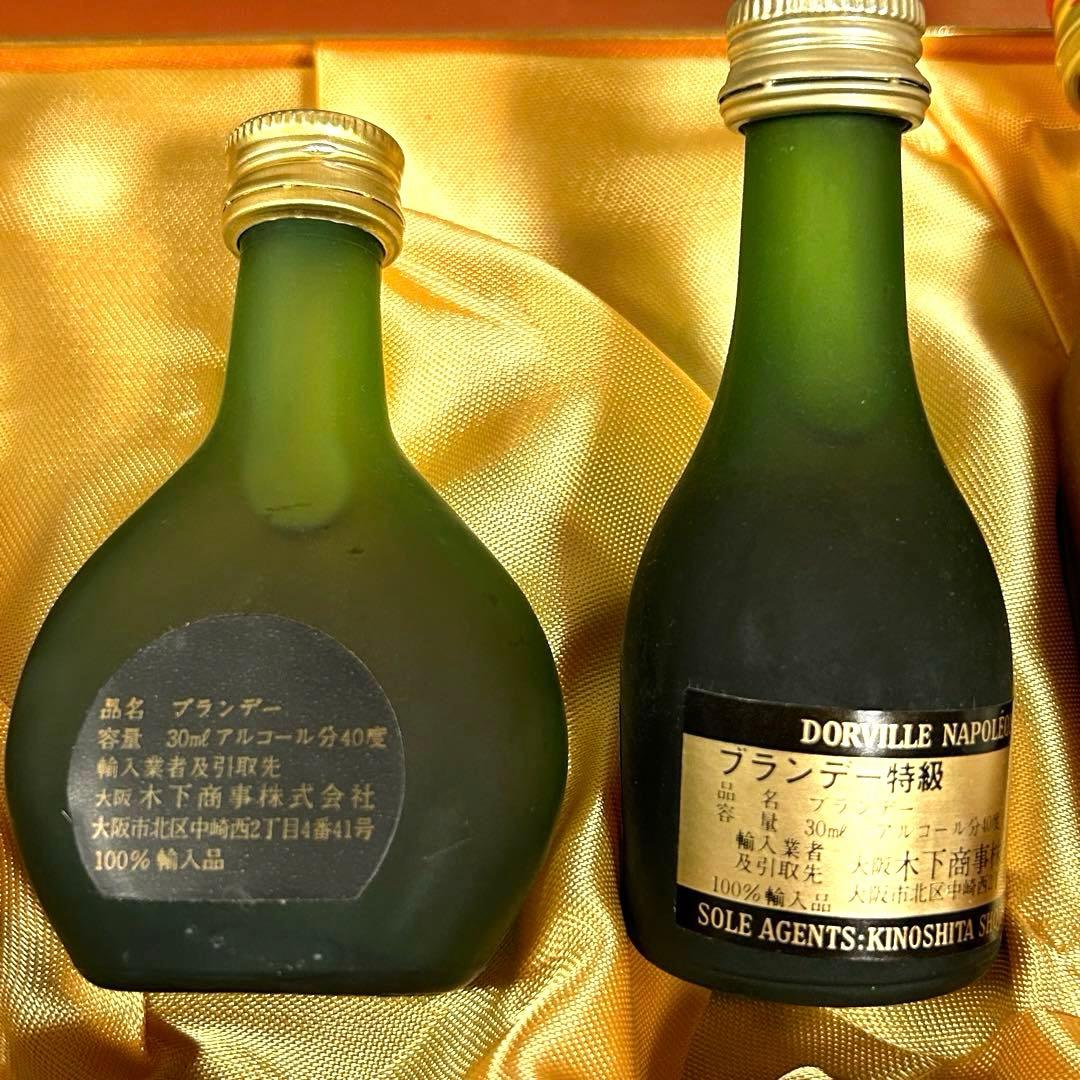 品名 ブランデー
容量 30mℓ アルコール分40度
輸入業者及引取先
大阪 木下商事株式会社
大阪市北区中崎西2丁目4番41号
100% 輸入品
DORVILLE NAPOLÉO
ブランデー特級
品名 ブランデー
容量 30mℓ アルコール分40度
輸入業者
及引取先 大阪 木下商事
100%輸入品 大阪市北区中崎西2
SOLE AGENTS:KINOSHITA